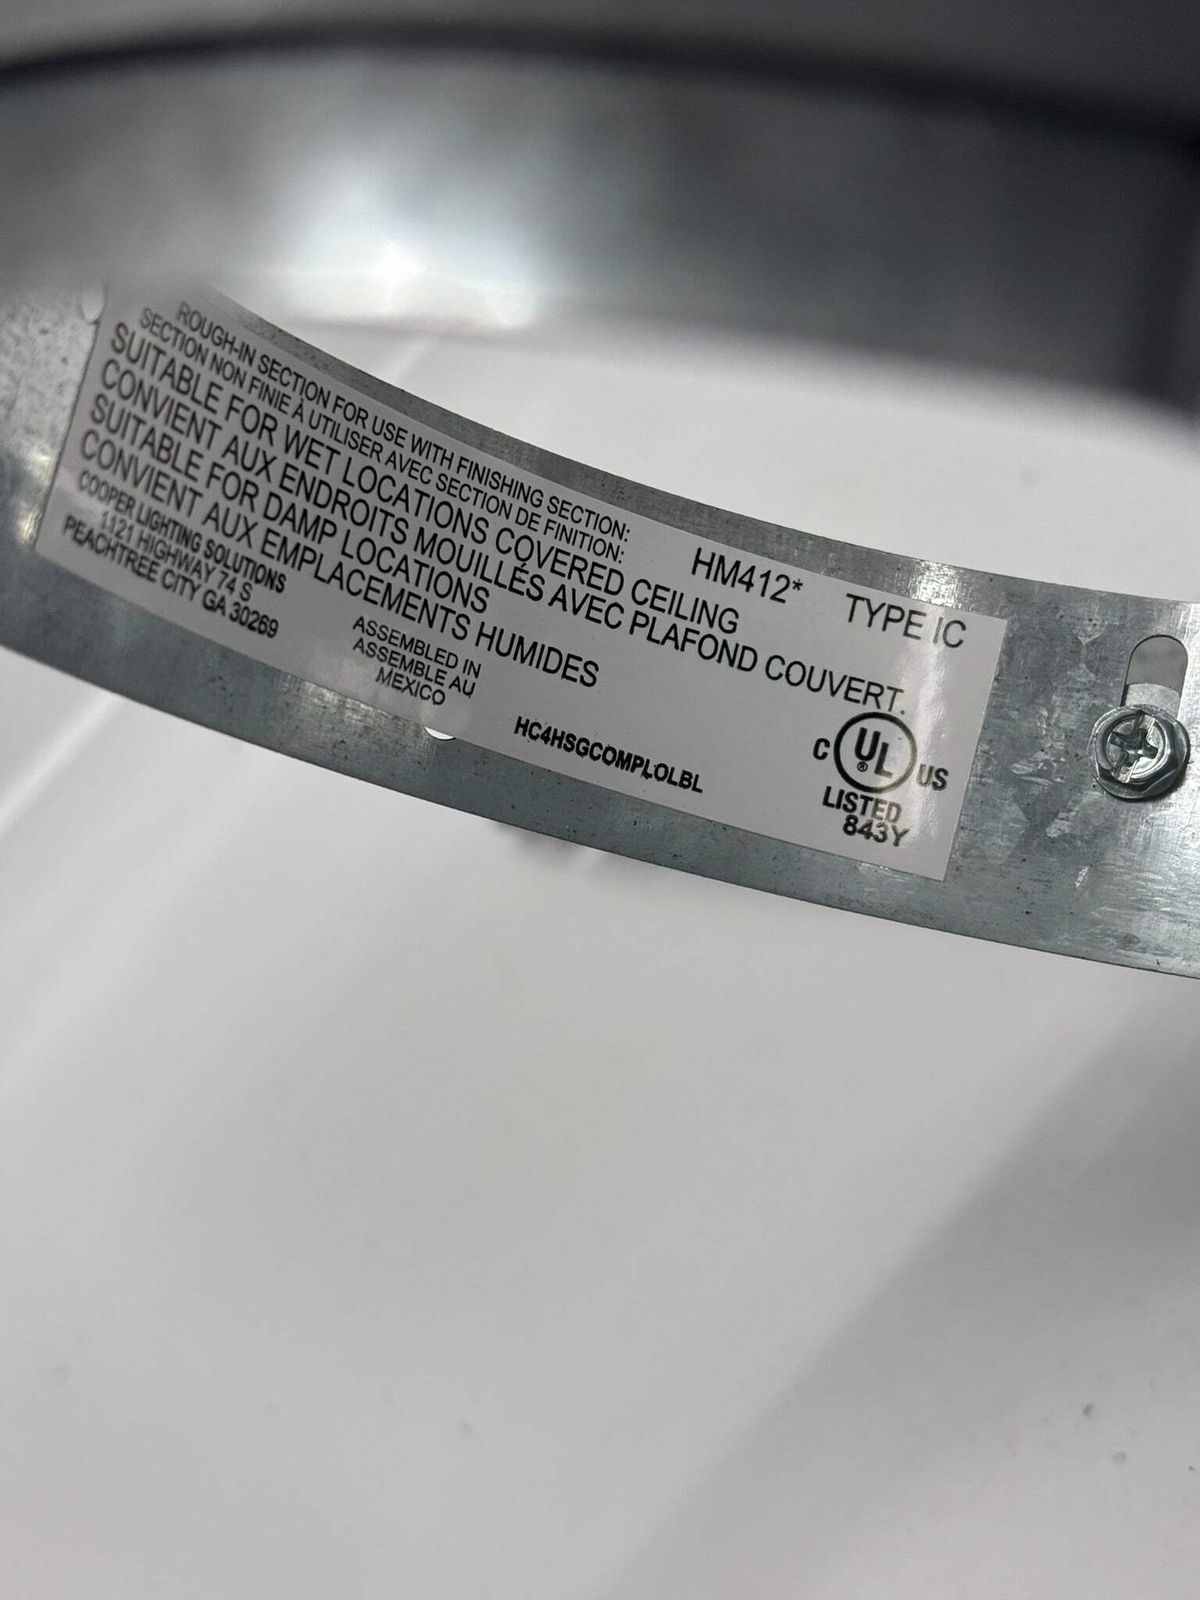 ROUGH-IN SECTION FOR USE WITH FINISHING SECTION:
SECTION NON FINIE À UTILISER AVEC SECTION DE FINITION:
HM412* TYPE IC
SUITABLE FOR WET LOCATIONS COVERED CEILING
CONVIENT AUX ENDROITS MOUILLÉS AVEC PLAFOND COUVERT.
SUITABLE FOR DAMP LOCATIONS
CONVIENT AUX EMPLACEMENTS HUMIDES
COOPER LIGHTING SOLUTIONS
1121 HIGHWAY 74 S
PEACHTREE CITY GA 30269
ASSEMBLED IN
ASSEMBLE AU
MEXICO
HC4HSGCOMPLOLBL
C UL ® US
LISTED
843Y